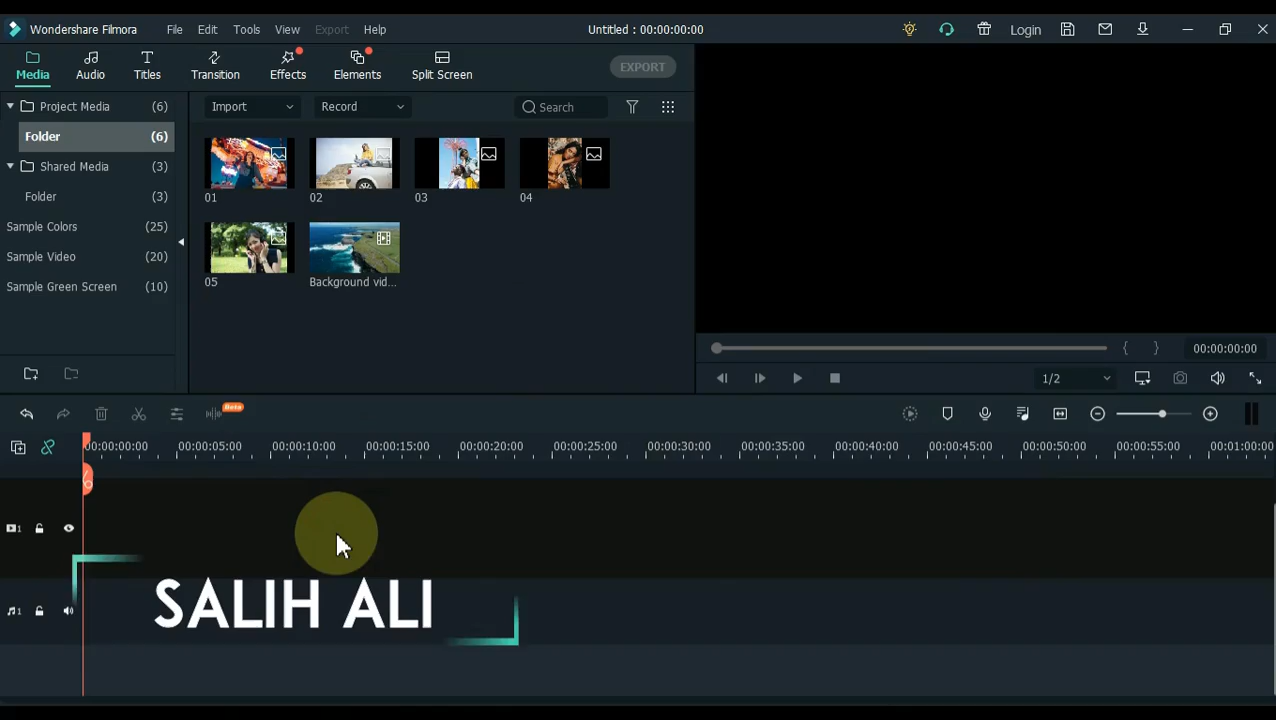 Wondershare Filmora File Edit Tools View Export Help Untitled : 00:00:00:00 Login
Media Audio Titles Transition Effects Elements Split Screen EXPORT
Project Media (6) Import Record Search
Folder (6)
Shared Media (3)
Folder (3) 01 02 03 04
Sample Colors (25)
Sample Video (20)
Sample Green Screen (10)
05 Background vid...
{ } 00:00:00:00
1/2
Beta
00:00:00:00 00:00:05:00 00:00:10:00 00:00:15:00 00:00:20:00 00:00:25:00 00:00:30:00 00:00:35:00 00:00:40:00 00:00:45:00 00:00:50:00 00:00:55:00 00:01:00:00
1
SALIH ALI
1